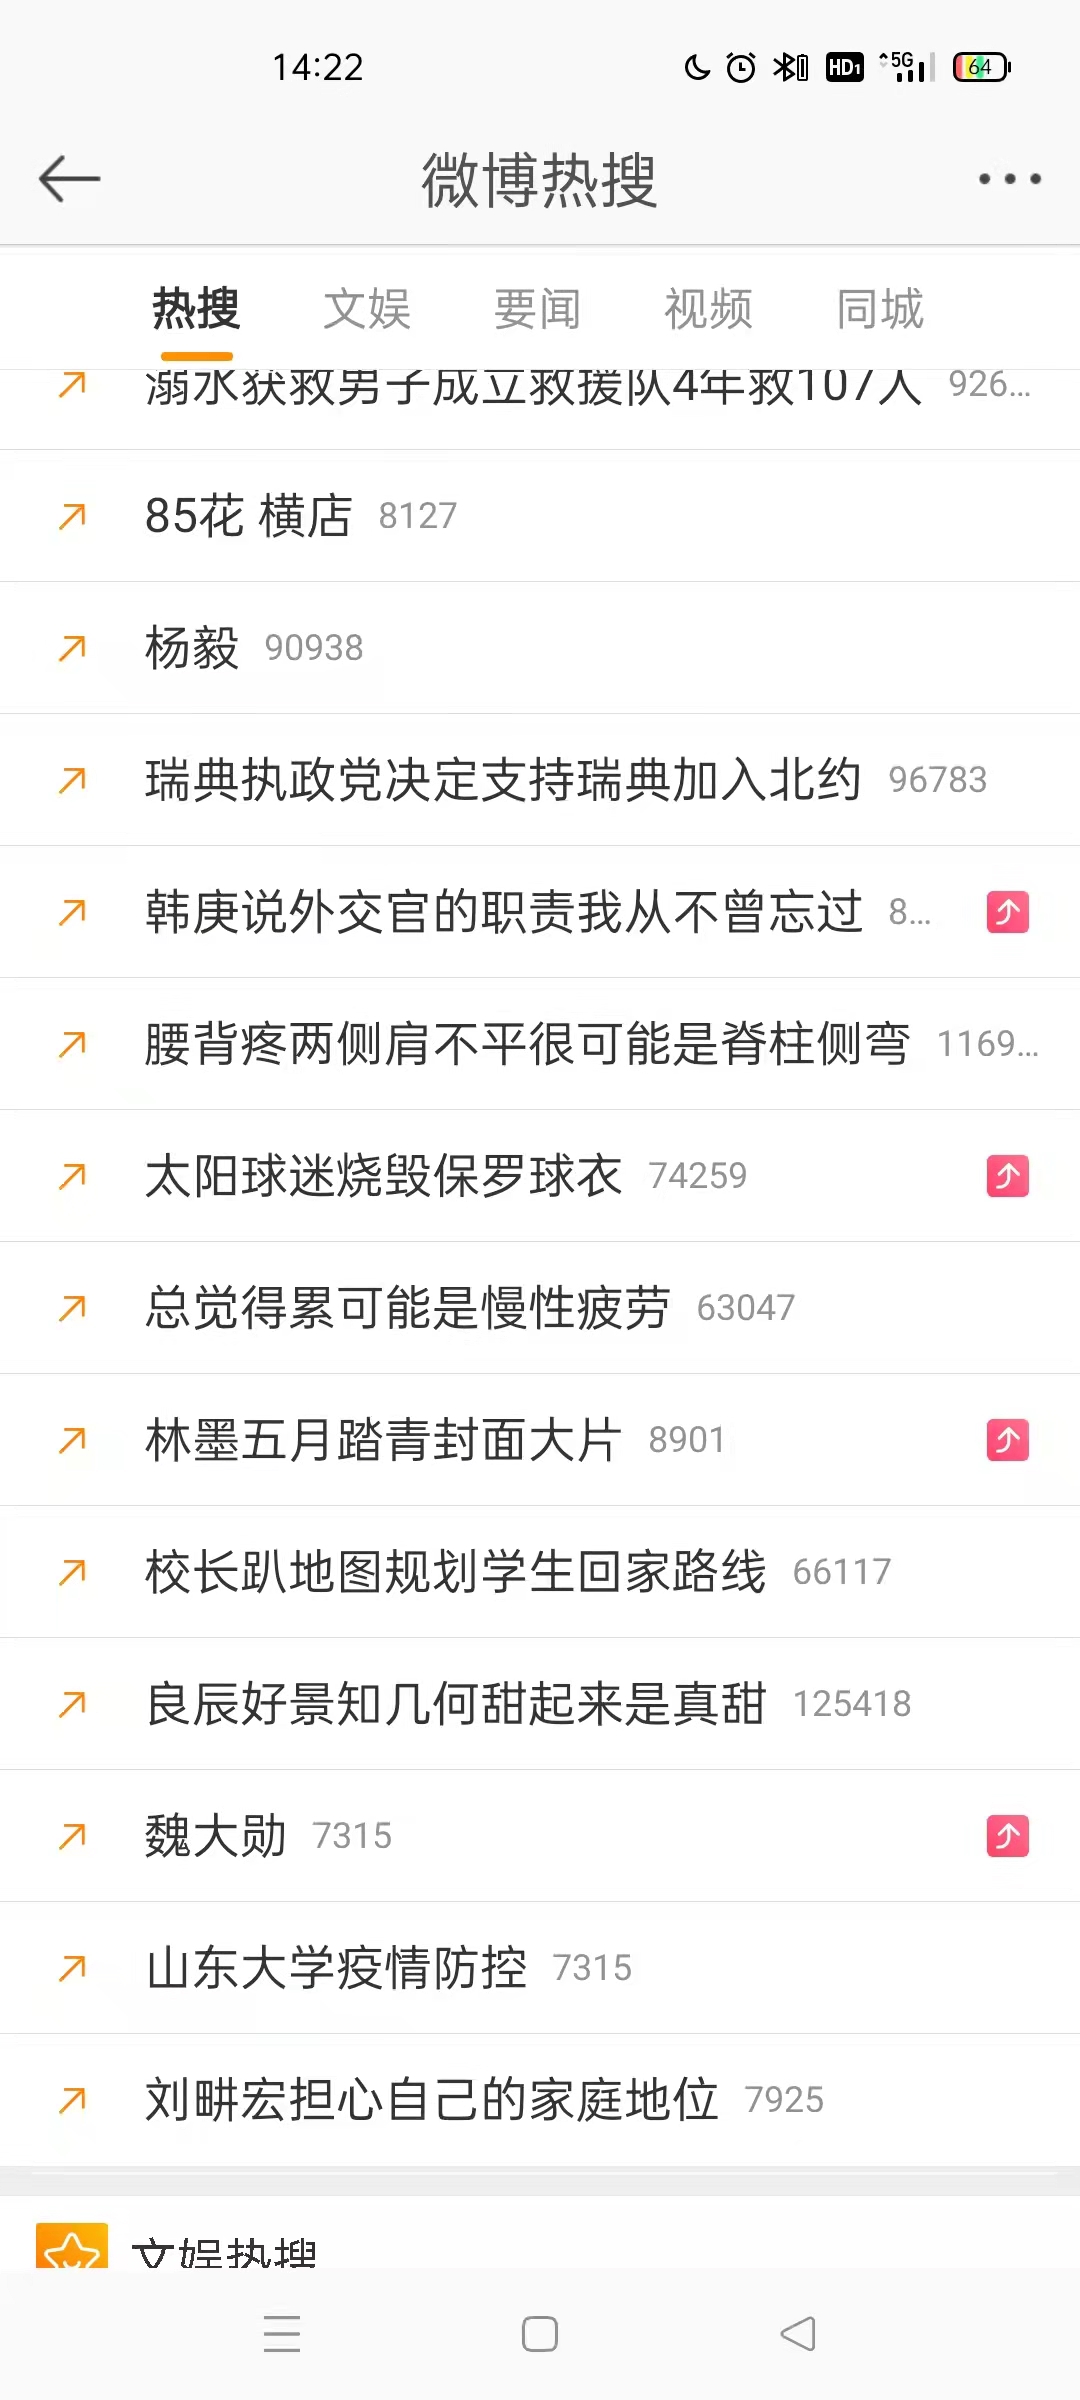 14:22
HD1
5G
64
微博热搜
热搜 文娱 要闻 视频 同城
溺水获救男子成立救援队4年救107人 926...
85花 横店 8127
杨毅 90938
瑞典执政党决定支持瑞典加入北约 96783
韩庚说外交官的职责我从不曾忘过 8...
腰背疼两侧肩不平很可能是脊柱侧弯 1169...
太阳球迷烧毁保罗球衣 74259
总觉得累可能是慢性疲劳 63047
林墨五月踏青封面大片 8901
校长趴地图规划学生回家路线 66117
良辰好景知几何甜起来是真甜 125418
魏大勋 7315
山东大学疫情防控 7315
刘畊宏担心自己的家庭地位 7925
文娱热搜